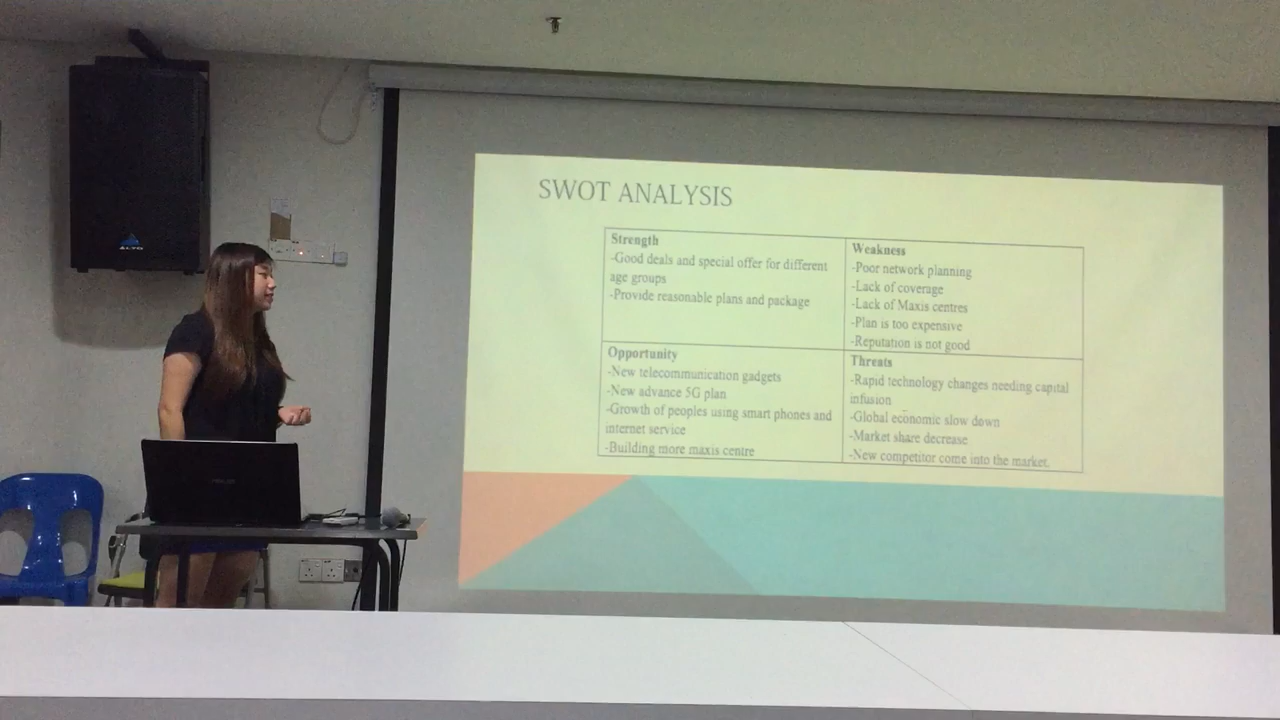 SWOT ANALYSIS
Strength
-Good deals and special offer for different
age groups
-Provide reasonable plans and package
Weakness
-Poor network planning
-Lack of coverage
-Lack of Maxis centres
-Plan is too expensive
-Reputation is not good
Opportunity
-New telecommunication gadgets
-New advance 5G plan
-Growth of peoples using smart phones and
internet service
-Building more maxis centre
Threats
-Rapid technology changes needing capital
infusion
-Global economic slow down
-Market share decrease
-New competitor come into the market.
ALTO
ASUS